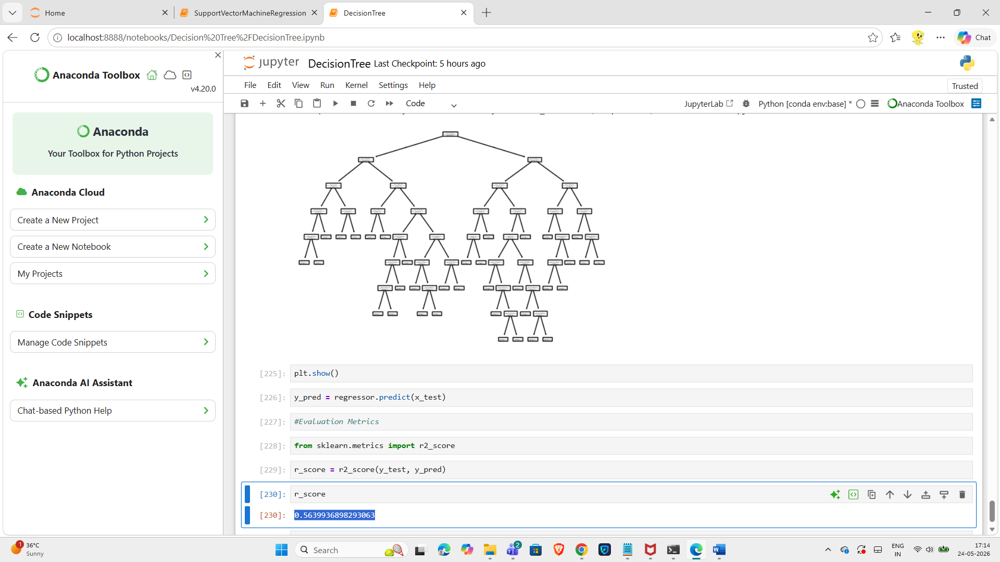 Home
SupportVectorMachineRegression
DecisionTree
localhost:8888/notebooks/Decision%20Tree%2FDecisionTree.ipynb
Chat
Anaconda Toolbox
v4.20.0
Anaconda
Your Toolbox for Python Projects
Anaconda Cloud
Create a New Project
Create a New Notebook
My Projects
Code Snippets
Manage Code Snippets
Anaconda AI Assistant
Chat-based Python Help
jupyter DecisionTree Last Checkpoint: 5 hours ago
File Edit View Run Kernel Settings Help
Trusted
Code
JupyterLab
Python [conda env:base] *
Anaconda Toolbox
[225]: plt.show()
[226]: y_pred = regressor.predict(x_test)
[227]: #Evaluation Metrics
[228]: from sklearn.metrics import r2_score
[229]: r_score = r2_score(y_test, y_pred)
[230]: r_score
[230]: 0.5639936898293063
1
36°C
Sunny
Search
2
ENG
IN
17:14
24-05-2026